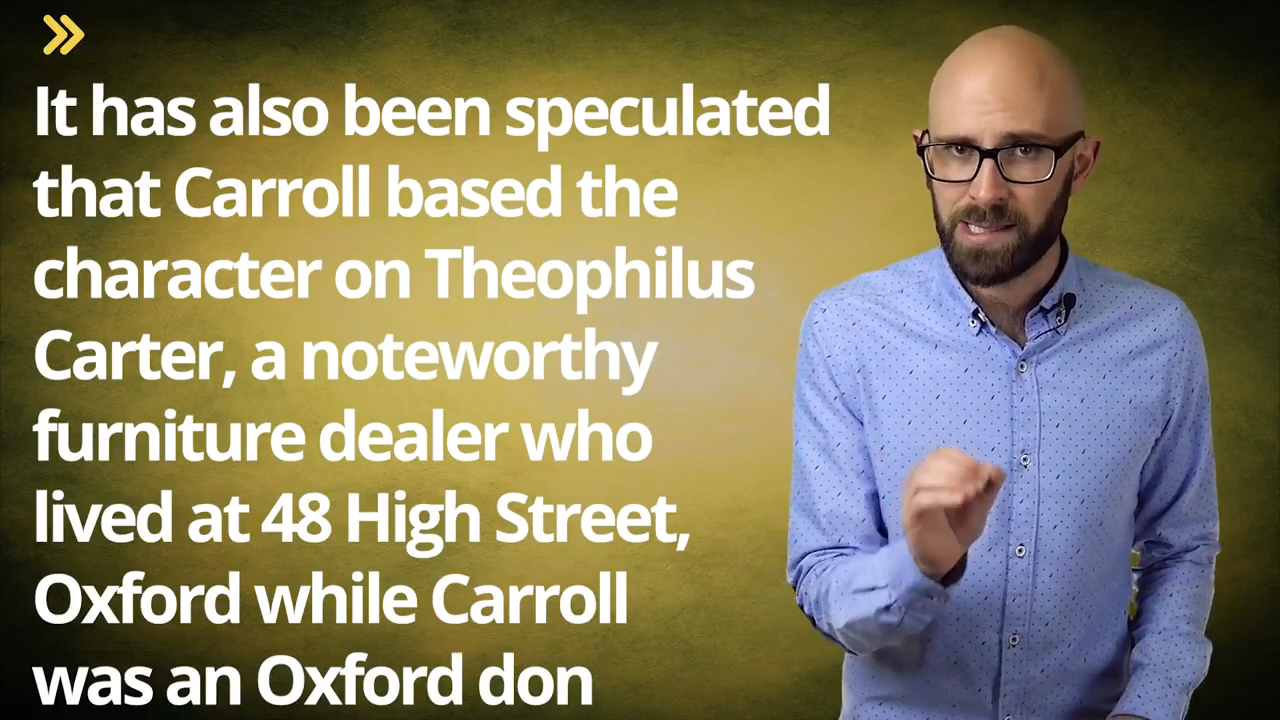 It has also been speculated
that Carroll based the
character on Theophilus
Carter, a noteworthy
furniture dealer who
lived at 48 High Street,
Oxford while Carroll
was an Oxford don